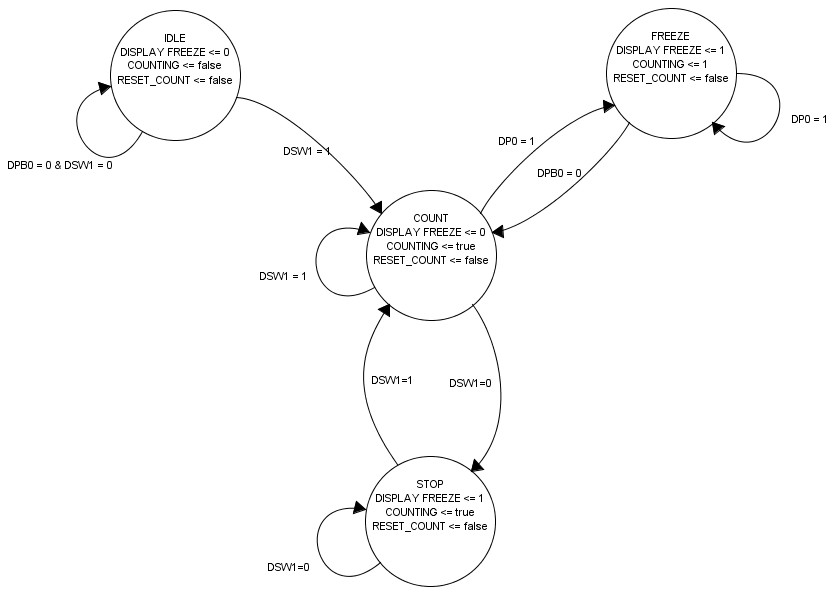 IDLE
DISPLAY FREEZE <= 0
COUNTING <= false
RESET_COUNT <= false
DPB0 = 0 & DSW1 = 0
DSW1 = 1
FREEZE
DISPLAY FREEZE <= 1
COUNTING <= 1
RESET_COUNT <= false
DP0 = 1
DP0 = 1
DPB0 = 0
COUNT
DISPLAY FREEZE <= 0
COUNTING <= true
RESET_COUNT <= false
DSW1 = 1
DSW1=1
DSW1=0
STOP
DISPLAY FREEZE <= 1
COUNTING <= true
RESET_COUNT <= false
DSW1=0